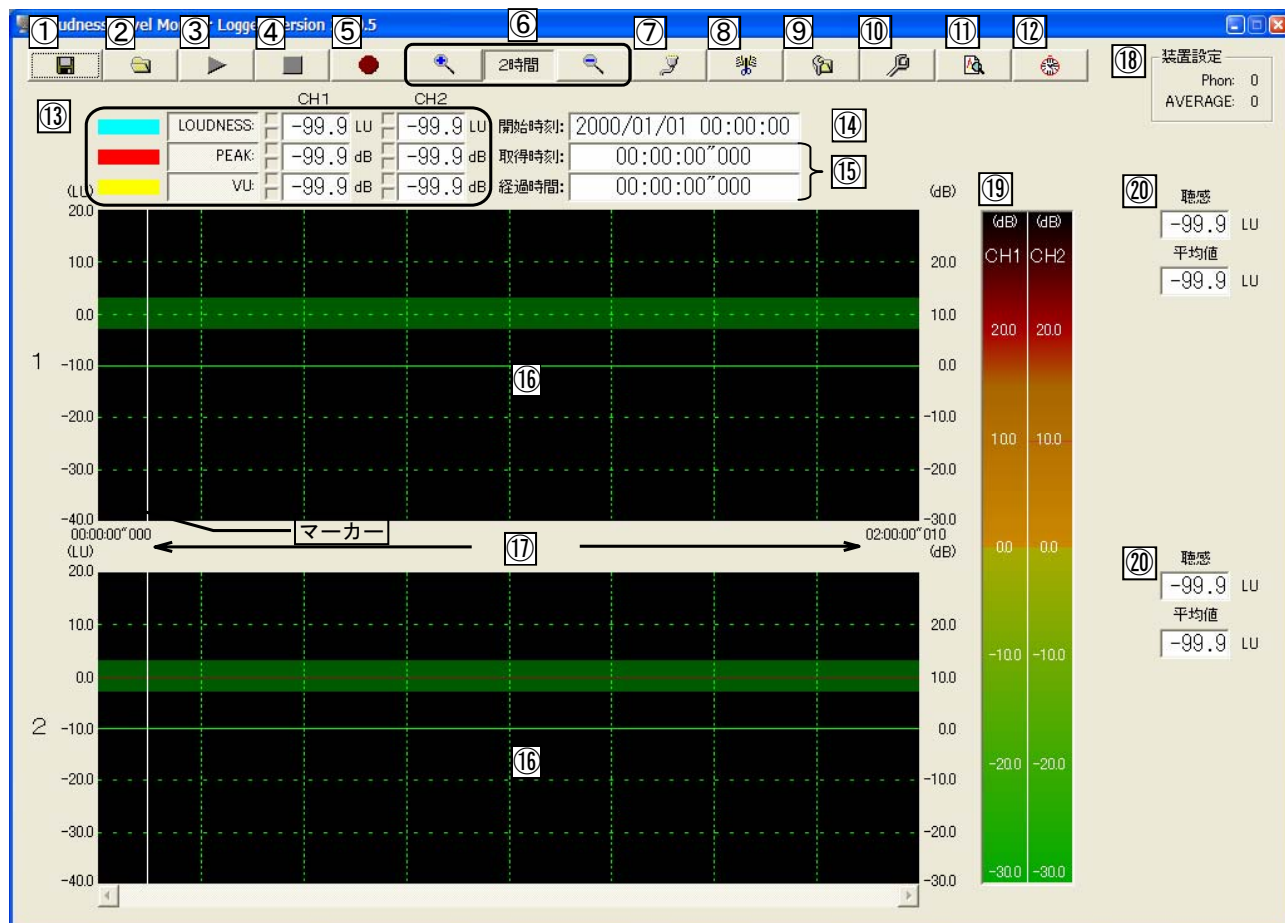 ① ② ③ ④ ⑤ ⑥ ⑦ ⑧ ⑨ ⑩ ⑪ ⑫
2時間
⑱ 装置設定
Phon: 0
AVERAGE: 0
⑬ CH1 CH2
LOUDNESS: -99.9 LU -99.9 LU 開始時刻: 2000/01/01 00:00:00 ⑭
PEAK: -99.9 dB -99.9 dB 取得時刻: 00:00:00"000
VU: -99.9 dB -99.9 dB 経過時間: 00:00:00"000
⑮
(LU) (dB)
20.0
10.0 20.0
0.0 10.0
1 -10.0 0.0
-20.0 -10.0
-30.0 -20.0
-40.0 -30.0
⑯
00:00:00"000 マーカー 02:00:00"010
⑰
(LU) (dB)
20.0
10.0 20.0
0.0 10.0
2 -10.0 0.0
-20.0 -10.0
-30.0 -20.0
-40.0 -30.0
⑯
⑲
(dB) (dB)
CH1 CH2
20.0 20.0
10.0 10.0
0.0 0.0
-10.0 -10.0
-20.0 -20.0
-30.0 -30.0
⑳ 聴感
-99.9 LU
平均値
-99.9 LU
⑳ 聴感
-99.9 LU
平均値
-99.9 LU